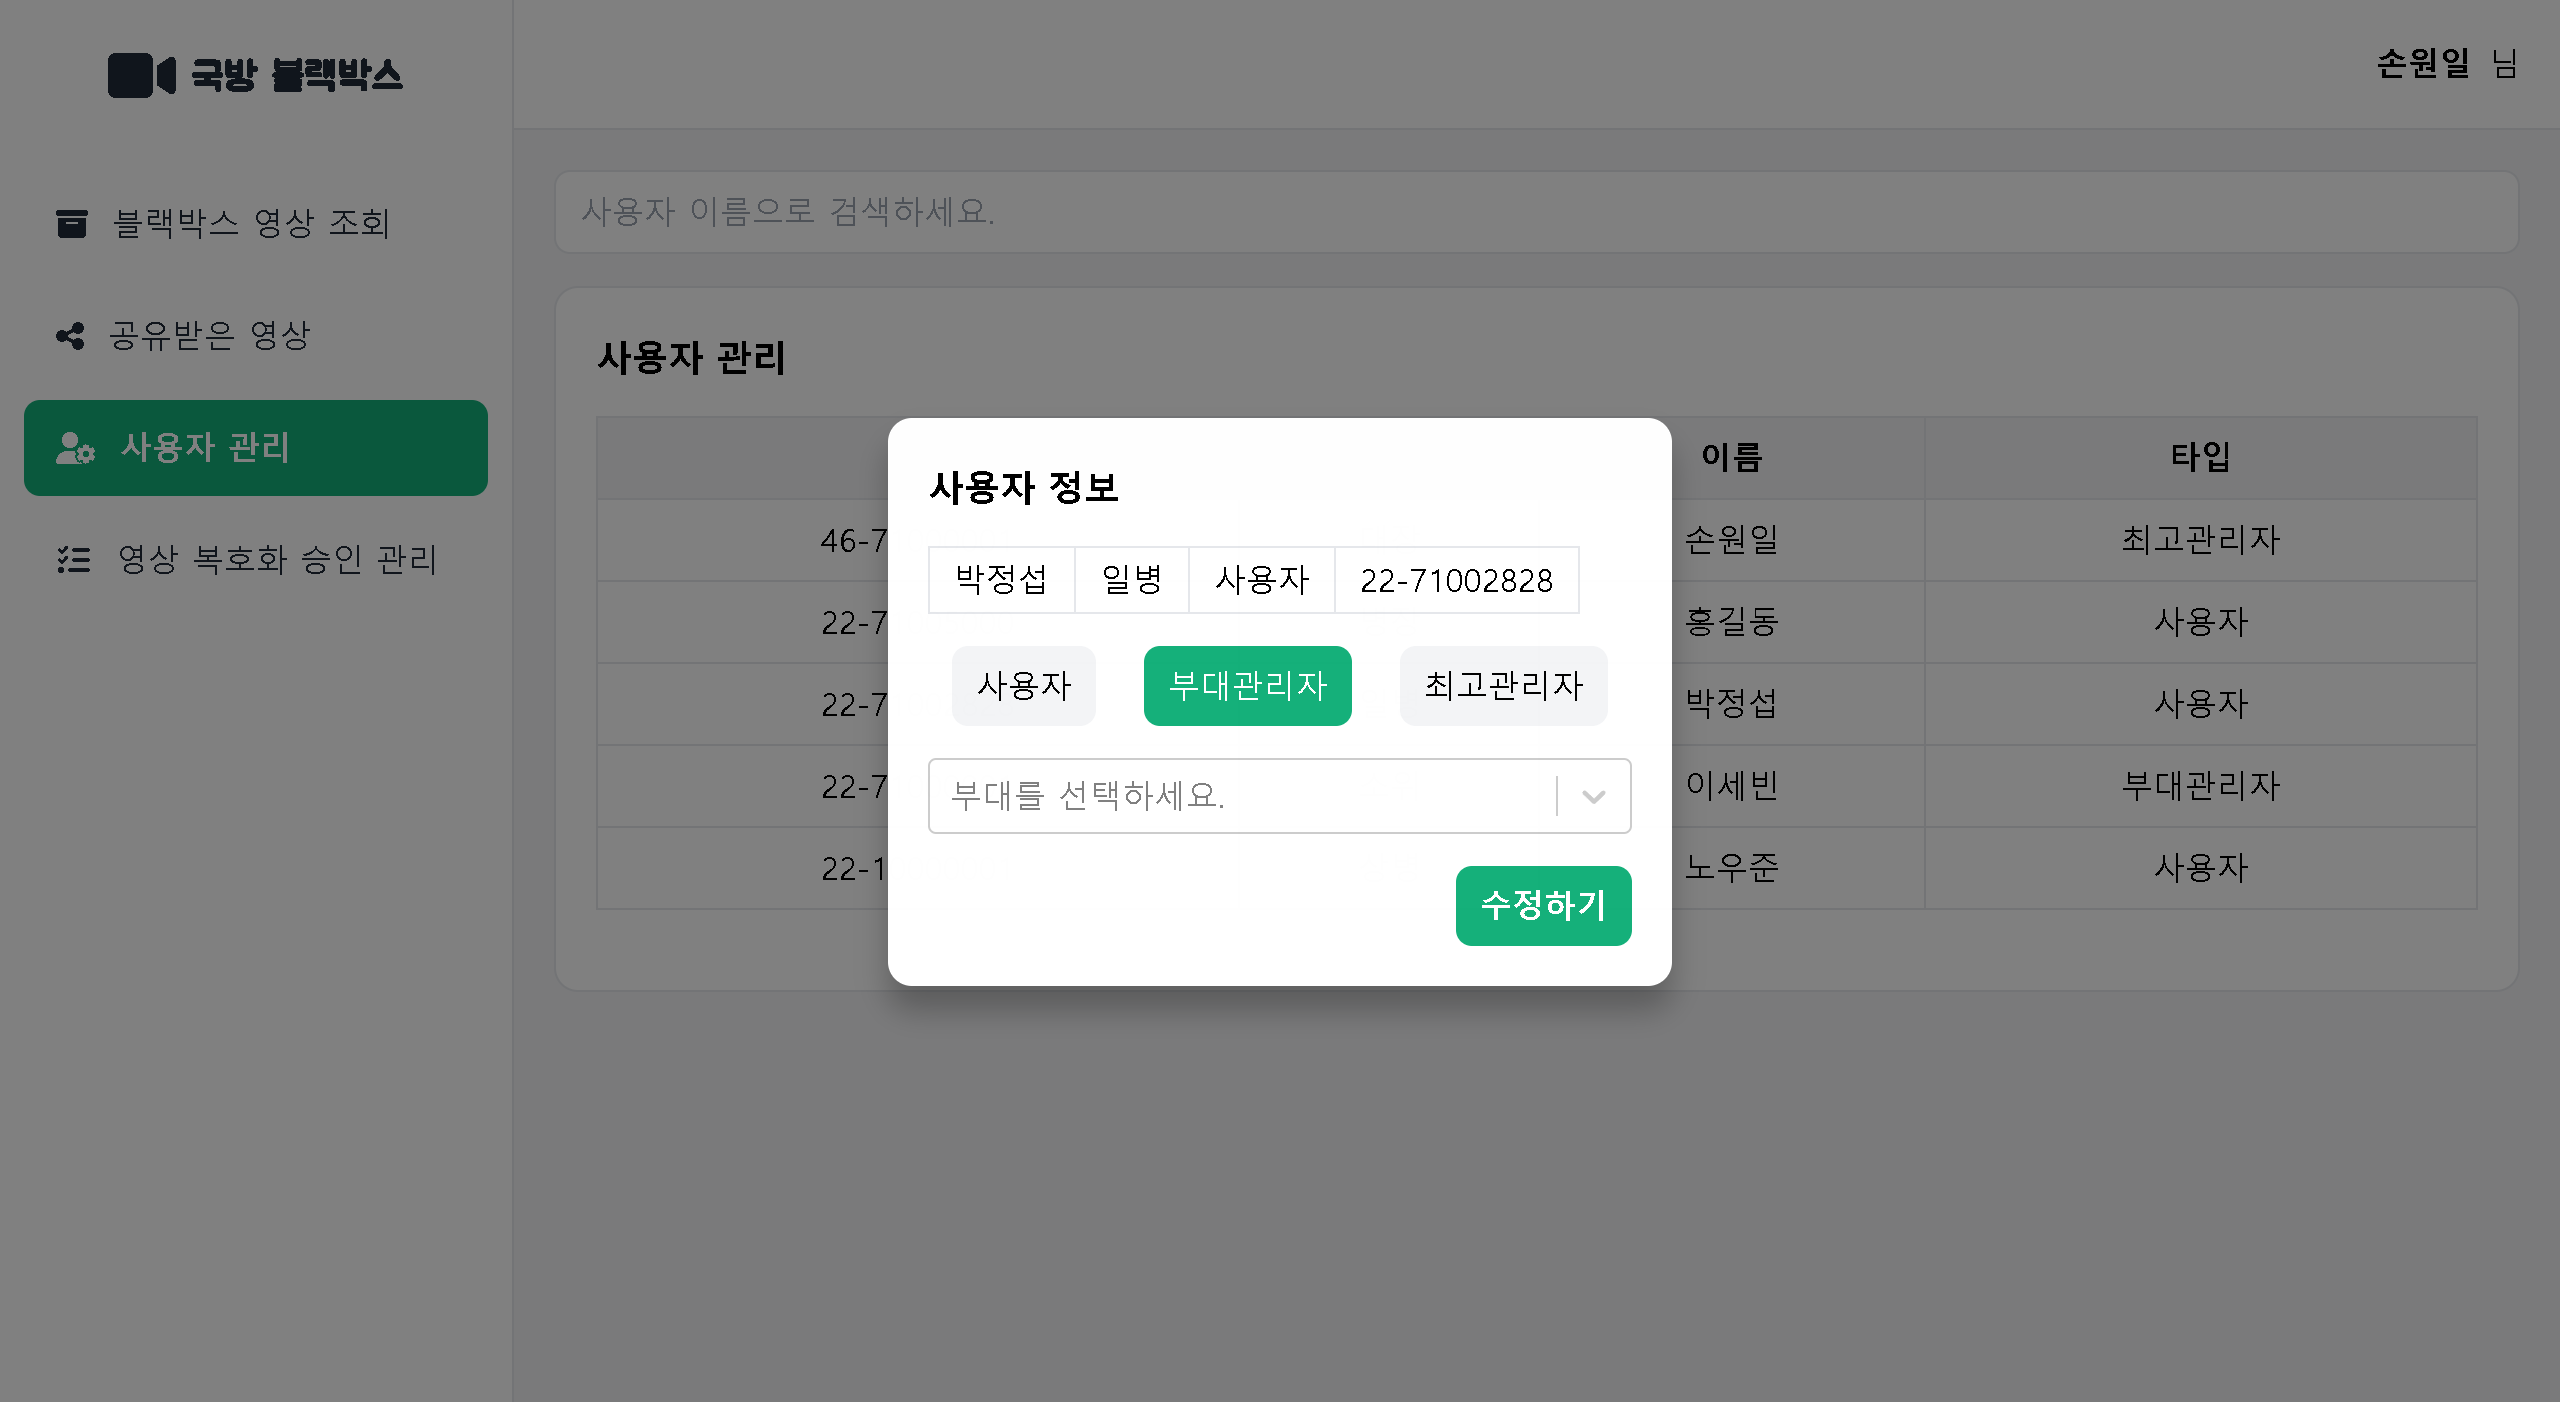 국방 블랙박스
손원일 님
블랙박스 영상 조회
공유받은 영상
사용자 관리
영상 복호화 승인 관리
사용자 이름으로 검색하세요.
사용자 관리
이름 타입
46-7 손원일 최고관리자
22-7 홍길동 사용자
22-7 박정섭 사용자
22-7 이세빈 부대관리자
22-1 노우준 사용자
사용자 정보
박정섭 일병 사용자 22-71002828
사용자 부대관리자 최고관리자
부대를 선택하세요.
수정하기